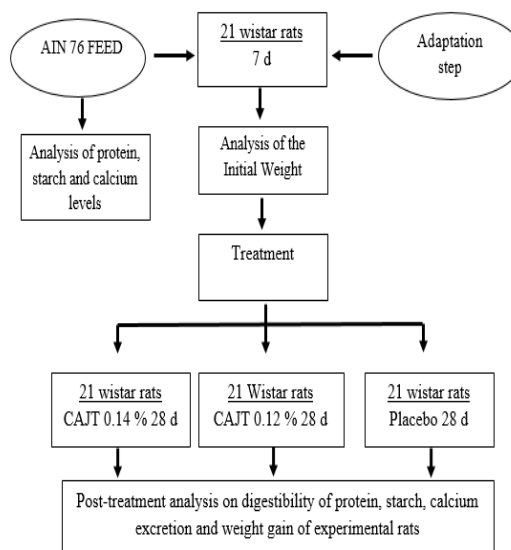 AIN 76 FEED
21 wistar rats
7 d
Adaptation
step
Analysis of protein,
starch and calcium
levels
Analysis of the
Initial Weight
Treatment
21 wistar rats
CAJT 0.14 % 28 d
21 Wistar rats
CAJT 0.12 % 28 d
21 wistar rats
Placebo 28 d
Post-treatment analysis on digestibility of protein, starch, calcium
excretion and weight gain of experimental rats